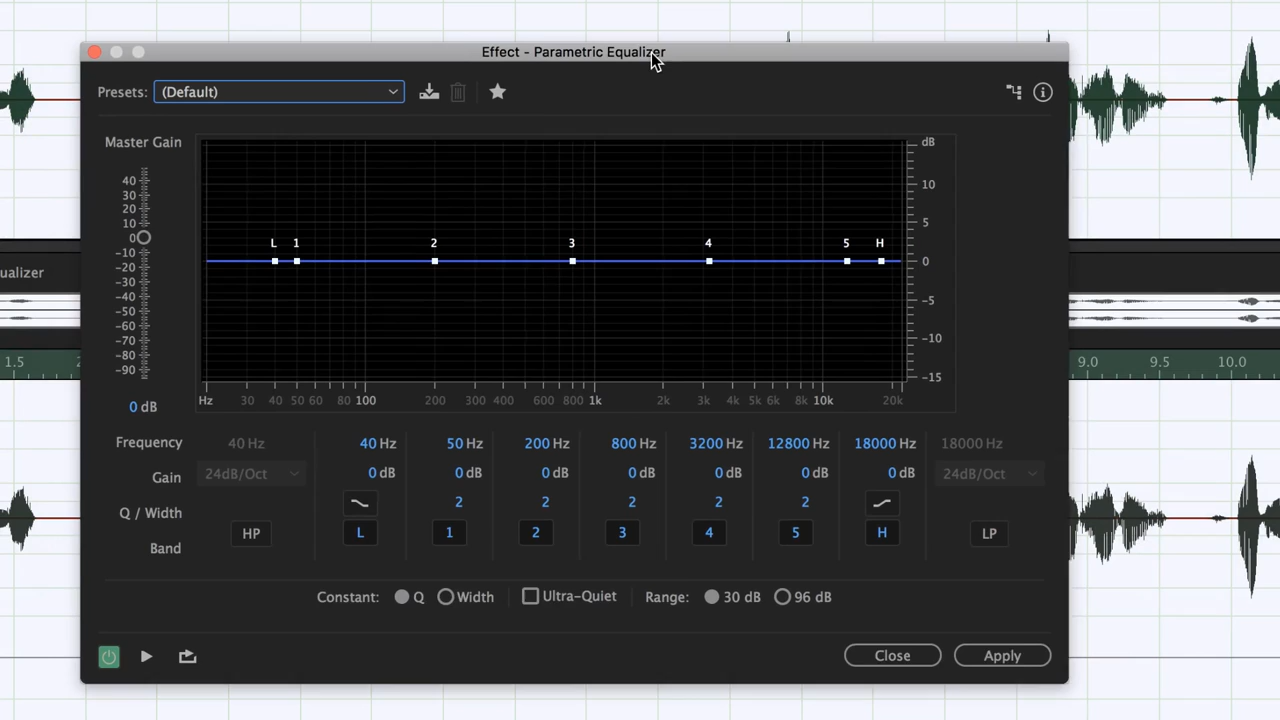 Effect - Parametric Equalizer
Presets: (Default)
Master Gain
dB
40
30
20
10
0
-10
-20
-30
-40
-50
-60
-70
-80
-90
0 dB
L 1 2 3 4 5 H
10
5
0
-5
-10
-15
Hz 30 40 50 60 80 100 200 300 400 600 800 1k 2k 3k 4k 5k 6k 8k 10k 20k
Frequency 40 Hz 40 Hz 50 Hz 200 Hz 800 Hz 3200 Hz 12800 Hz 18000 Hz 18000 Hz
Gain 24dB/Oct 0 dB 0 dB 0 dB 0 dB 0 dB 0 dB 0 dB 24dB/Oct
Q / Width 2 2 2 2 2
Band HP L 1 2 3 4 5 H LP
Constant: Q Width Ultra-Quiet Range: 30 dB 96 dB
Close Apply
ualizer
1.5 2
9.0 9.5 10.0